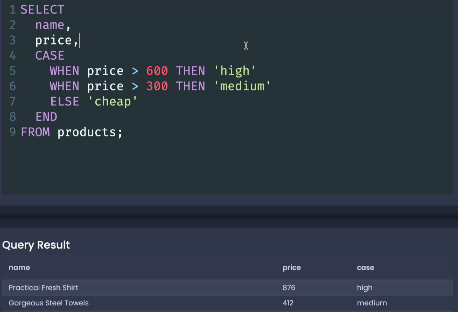 1 SELECT
2 name,
3 price,
4 CASE
5 WHEN price > 600 THEN 'high'
6 WHEN price > 300 THEN 'medium'
7 ELSE 'cheap'
8 END
9 FROM products;
Query Result
name price case
Practical Fresh Shirt 876 high
Gorgeous Steel Towels 412 medium